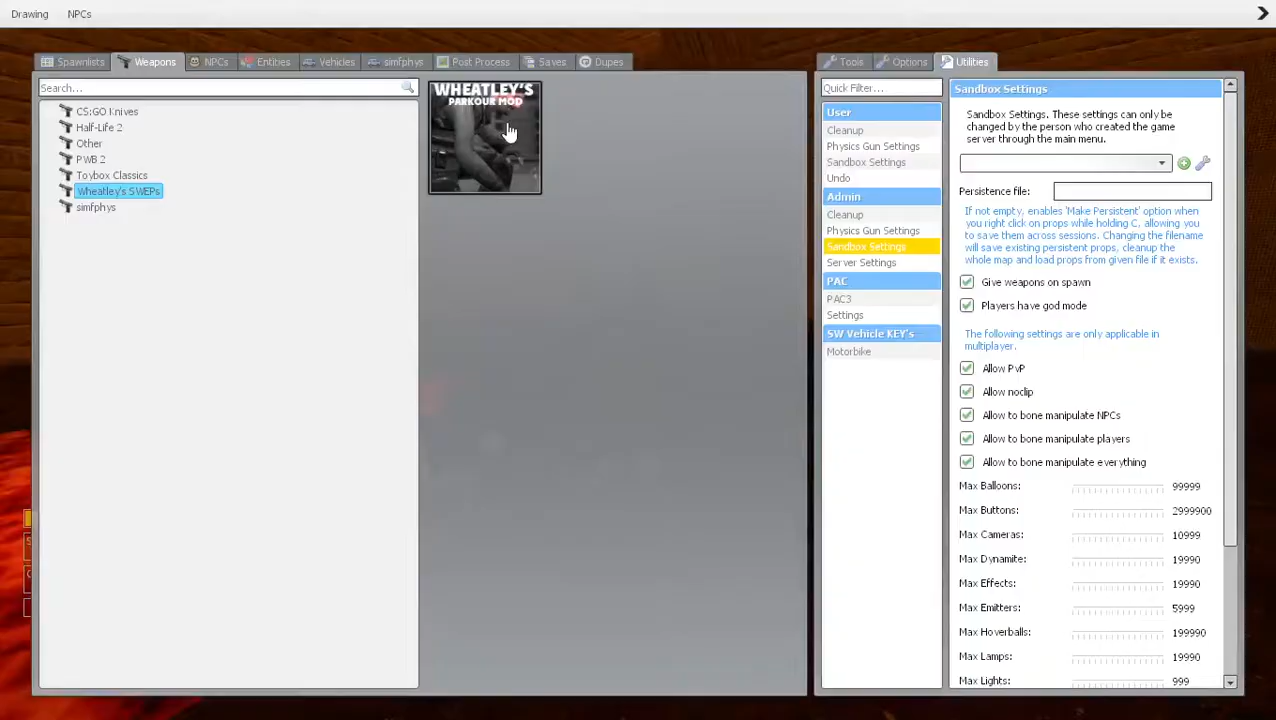 Drawing NPCs
Spawnlists Weapons NPCs Entities Vehicles simfphys Post Process Saves Dupes
Search...
CS:GO Knives
Half-Life 2
Other
PWB 2
Toybox Classics
Wheatley's SWEPs
simfphys
WHEATLEY'S
PARKOUR MOD
Tools Options Utilities
Quick Filter...
User
Cleanup
Physics Gun Settings
Sandbox Settings
Undo
Admin
Cleanup
Physics Gun Settings
Sandbox Settings
Server Settings
PAC
PAC3
Settings
SW Vehicle KEY's
Motorbike
Sandbox Settings
Sandbox Settings. These settings can only be
changed by the person who created the game
server through the main menu.
Persistence file:
If not empty, enables 'Make Persistent' option when
you right click on props while holding C, allowing you
to save them across sessions. Changing the filename
will save existing persistent props, cleanup the
whole map and load props from given file if it exists.
Give weapons on spawn
Players have god mode
The following settings are only applicable in
multiplayer.
Allow PvP
Allow noclip
Allow to bone manipulate NPCs
Allow to bone manipulate players
Allow to bone manipulate everything
Max Balloons: 99999
Max Buttons: 2999900
Max Cameras: 10999
Max Dynamite: 19990
Max Effects: 19990
Max Emitters: 5999
Max Hoverballs: 199990
Max Lamps: 19990
Max Lights: 999